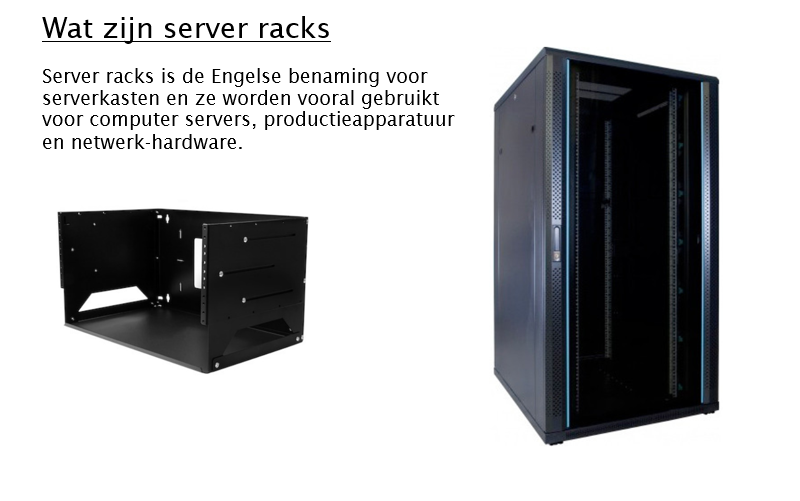 Wat zijn server racks
Server racks is de Engelse benaming voor
serverkasten en ze worden vooral gebruikt
voor computer servers, productieapparatuur
en netwerk-hardware.